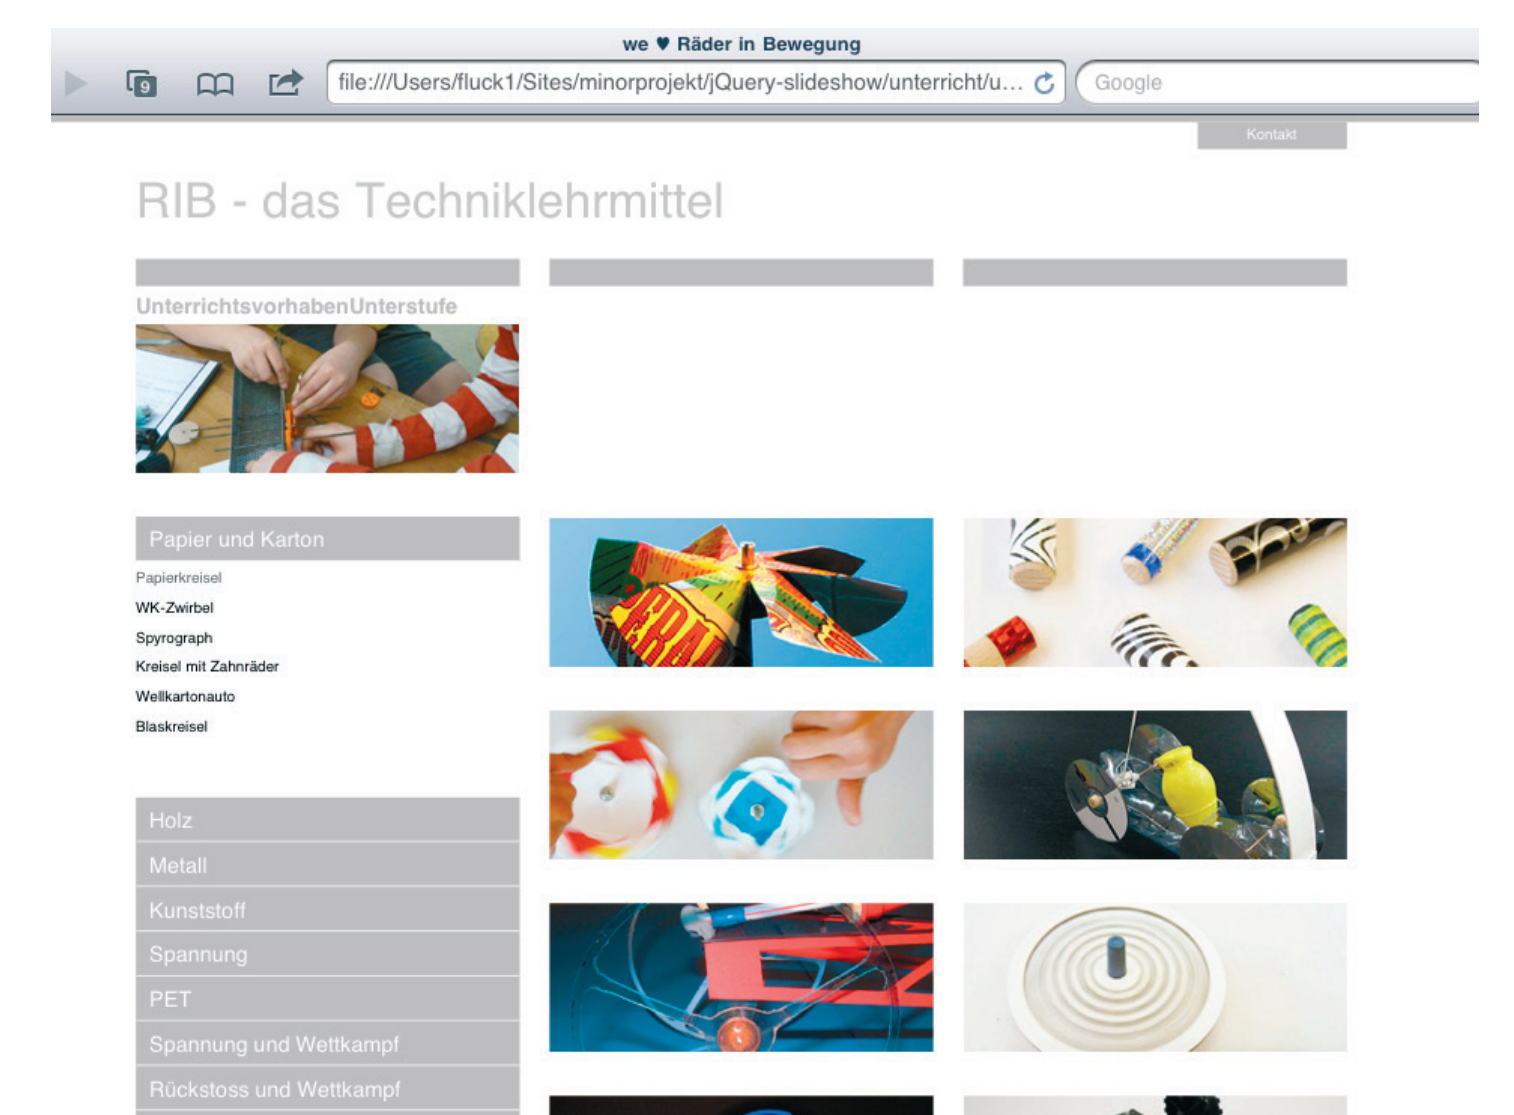 we ♥ Räder in Bewegung
9
file:///Users/fluck1/Sites/minorprojekt/jQuery-slideshow/unterricht/u...
Google
Kontakt
RIB - das Techniklehrmittel
UnterrichtsvorhabenUnterstufe
Papier und Karton
Papierkreisel
WK-Zwirbel
Spyrograph
Kreisel mit Zahnräder
Wellkartonauto
Blaskreisel
Holz
Metall
Kunststoff
Spannung
PET
Spannung und Wettkampf
Rückstoss und Wettkampf